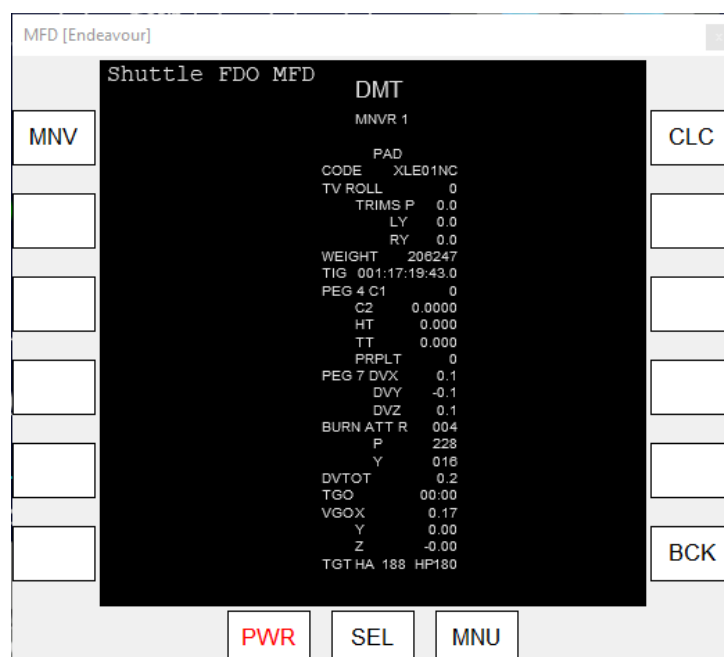 MFD [Endeavour]
x
Shuttle FDO MFD
DMT
MNVR 1
MNV
CLC
PAD
CODE XLE01NC
TV ROLL 0
TRIMS P 0.0
LY 0.0
RY 0.0
WEIGHT 206247
TIG 001:17:19:43.0
PEG 4 C1 0
C2 0.0000
HT 0.000
TT 0.000
PRPLT 0
PEG 7 DVX 0.1
DVY -0.1
DVZ 0.1
BURN ATT R 004
P 228
Y 016
DVTOT 0.2
TGO 00:00
VGOX 0.17
Y 0.00
Z -0.00
TGT HA 188 HP180
BCK
PWR SEL MNU